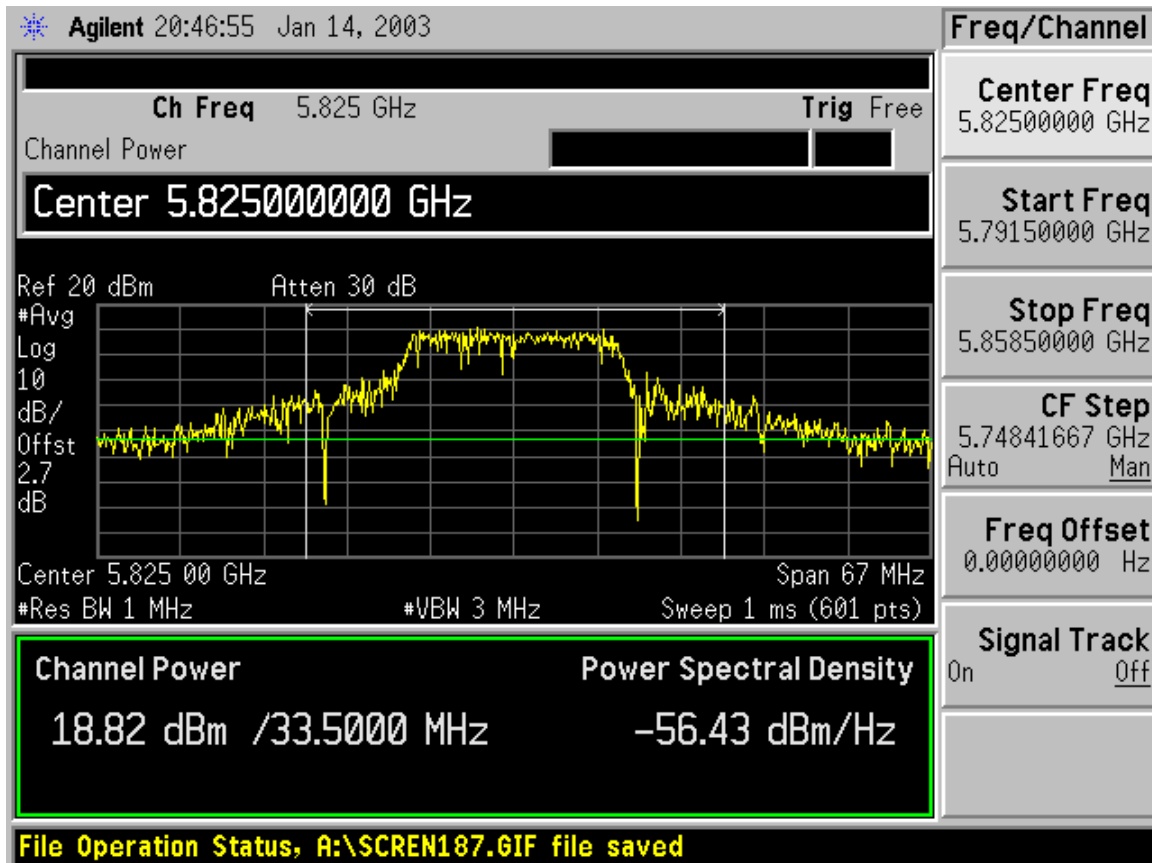 Agilent 20:46:55 Jan 14, 2003
Freq/Channel
Ch Freq 5.825 GHz Trig Free
Channel Power
Center 5.825000000 GHz
Ref 20 dBm Atten 30 dB
#Avg
Log
10
dB/
Offst
2.7
dB
Center 5.825 00 GHz Span 67 MHz
#Res BW 1 MHz #VBW 3 MHz Sweep 1 ms (601 pts)
Channel Power Power Spectral Density
18.82 dBm /33.5000 MHz -56.43 dBm/Hz
Center Freq
5.82500000 GHz
Start Freq
5.79150000 GHz
Stop Freq
5.85850000 GHz
CF Step
5.74841667 GHz
Auto Man
Freq Offset
0.00000000 Hz
Signal Track
On Off
File Operation Status, A:\SCREN187.GIF file saved